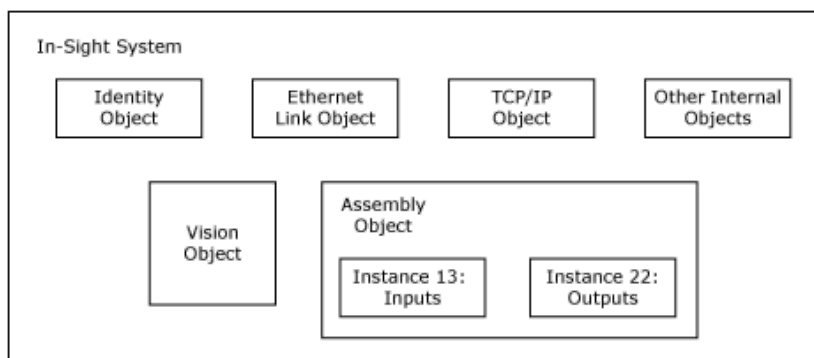 In-Sight System
Identity
Object
Ethernet
Link Object
TCP/IP
Object
Other Internal
Objects
Vision
Object
Assembly
Object
Instance 13:
Inputs
Instance 22:
Outputs